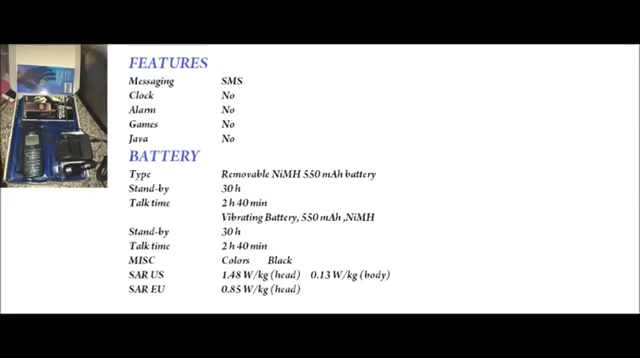 FEATURES
Messaging SMS
Clock No
Alarm No
Games No
Java No
BATTERY
Type Removable NiMH 550 mAh battery
Stand-by 30 h
Talk time 2 h 40 min
Vibrating Battery, 550 mAh ,NiMH
Stand-by 30 h
Talk time 2 h 40 min
MISC Colors Black
SAR US 1.48 W/kg (head) 0.13 W/kg (body)
SAR EU 0.85 W/kg (head)